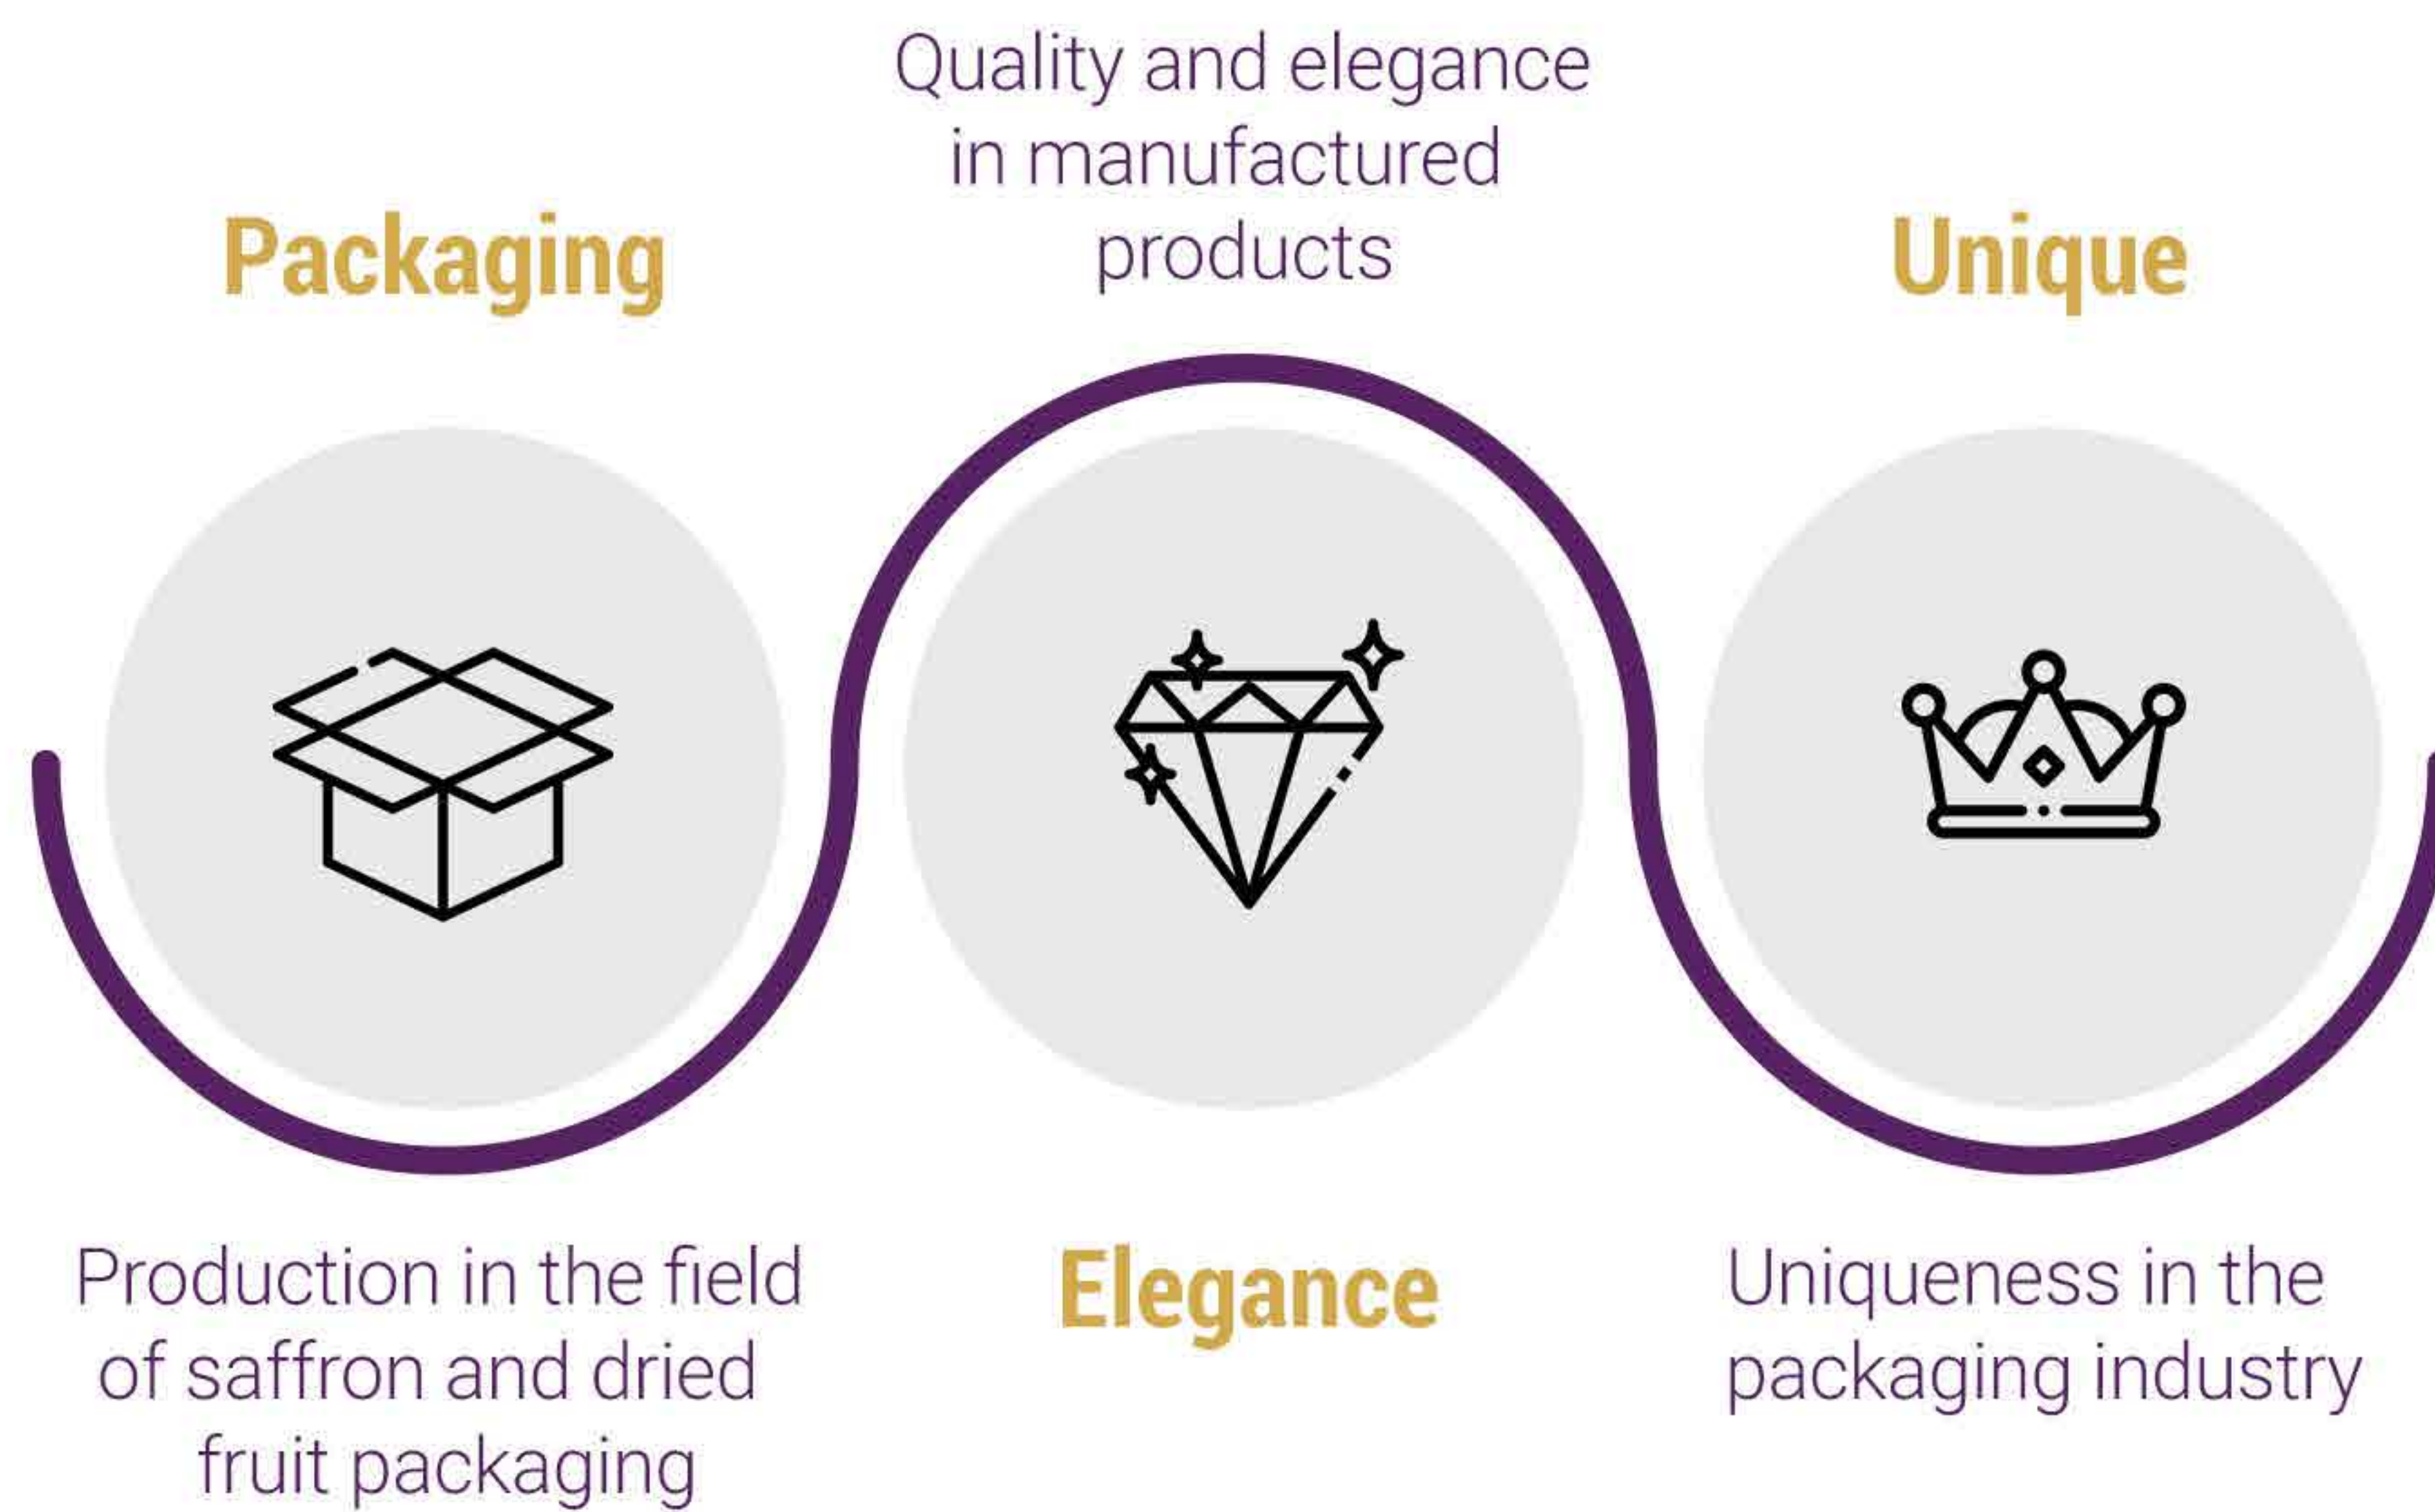 Packaging
Production in the field
of saffron and dried
fruit packaging
Quality and elegance
in manufactured
products
Elegance
Unique
Uniqueness in the
packaging industry